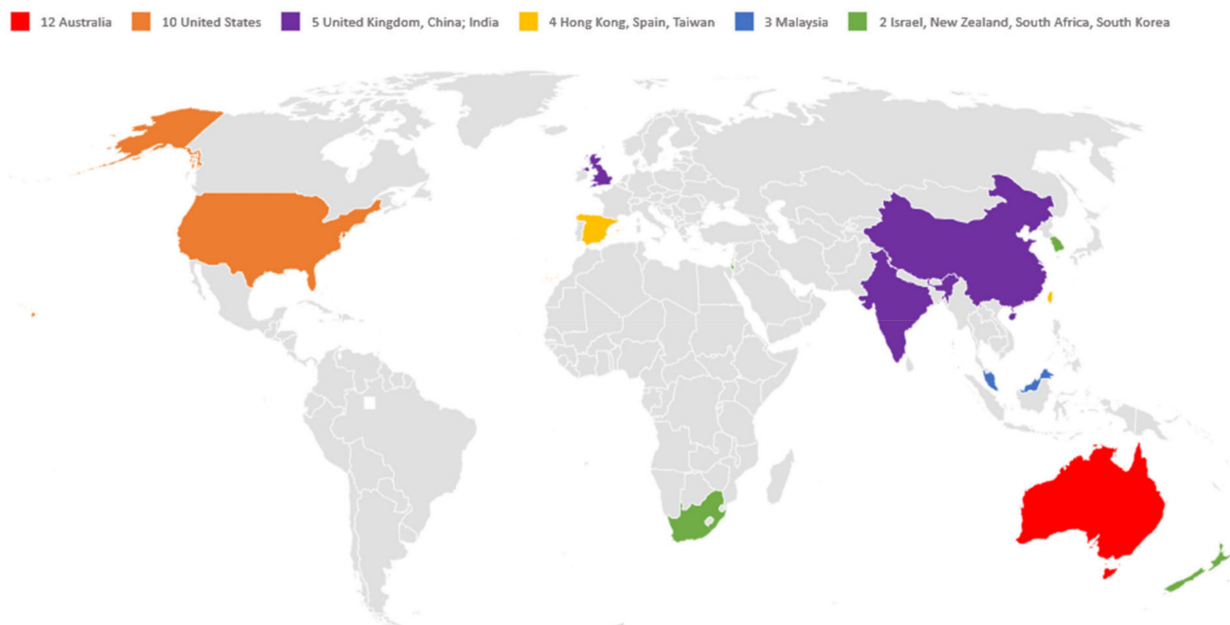 12 Australia 10 United States 5 United Kingdom, China; India 4 Hong Kong, Spain, Taiwan 3 Malaysia 2 Israel, New Zealand, South Africa, South Korea